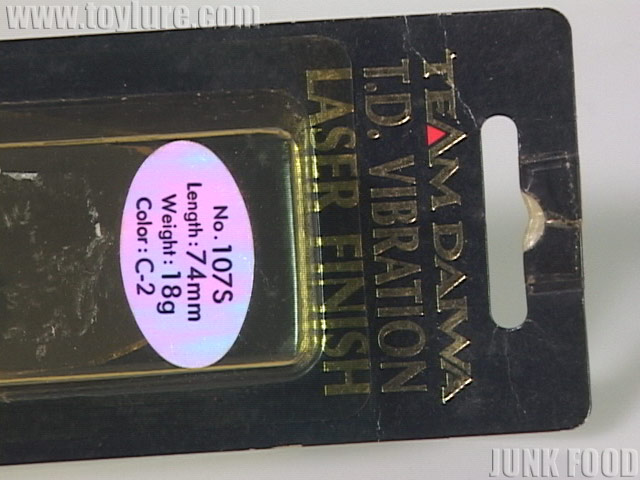 www.toylure.com
TEAM DAIWA
T.D. VIBRATION
LASER FINISH
No. 107S
Length: 74mm
Weight: 18g
Color: C-2
JUNK FOOD